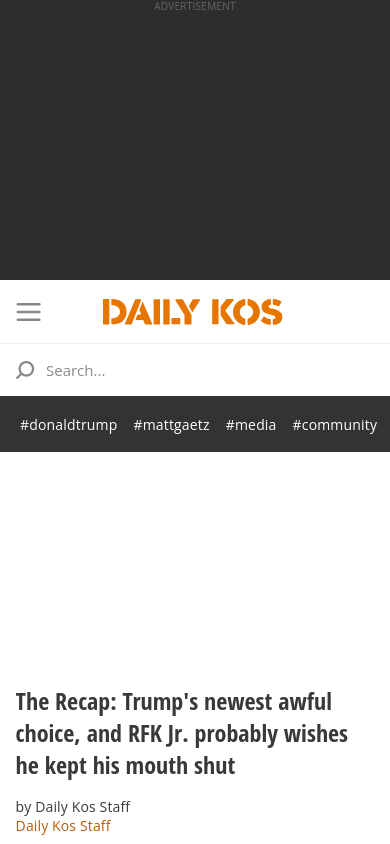 ADVERTISEMENT
DAILY KOS
Search...
#donaldtrump #mattgaetz #media #community
The Recap: Trump's newest awful
choice, and RFK Jr. probably wishes
he kept his mouth shut
by Daily Kos Staff
Daily Kos Staff